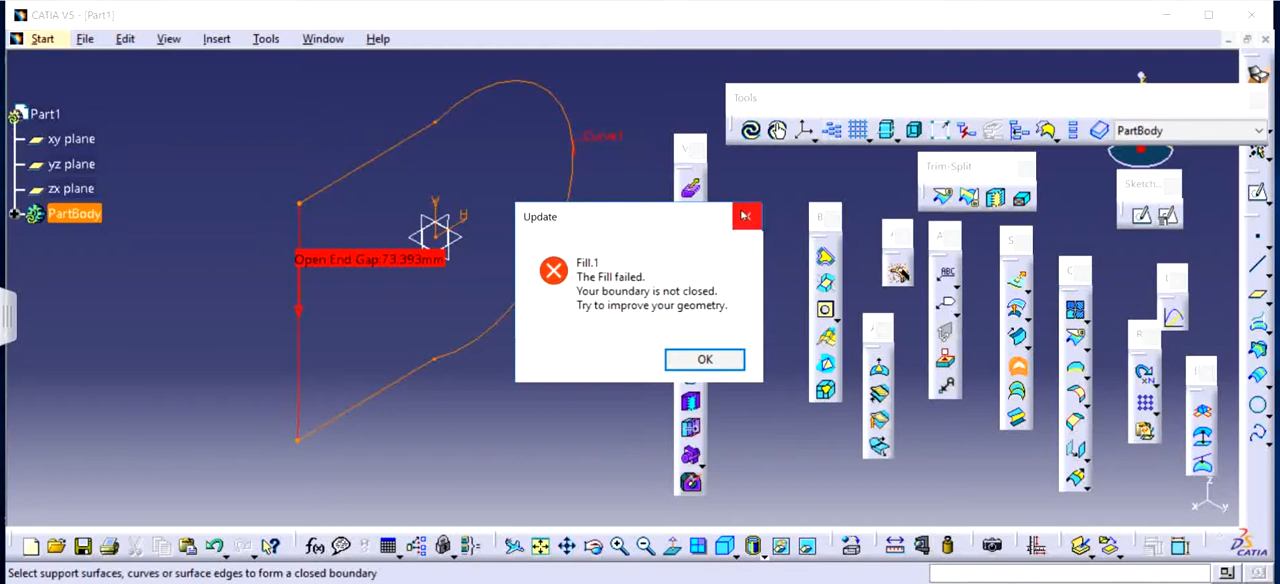 CATIA V5 - [Part1]
Start File Edit View Insert Tools Window Help
Part1
xy plane
yz plane
zx plane
PartBody
Curve1
Open End Gap:73.393mm
Tools
PartBody
Trim-Split
Sketch...
Update
Fill.1
The Fill failed.
Your boundary is not closed.
Try to improve your geometry.
OK
ABC
f(x)
CATIA
Select support surfaces, curves or surface edges to form a closed boundary